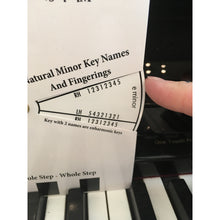 Natural Minor Key Names
And Fingerings
RH 12312345
e minor
LH 54321321
RH 12312345
Key with 2 names are enharmonic keys
Whole Step - Whole Step